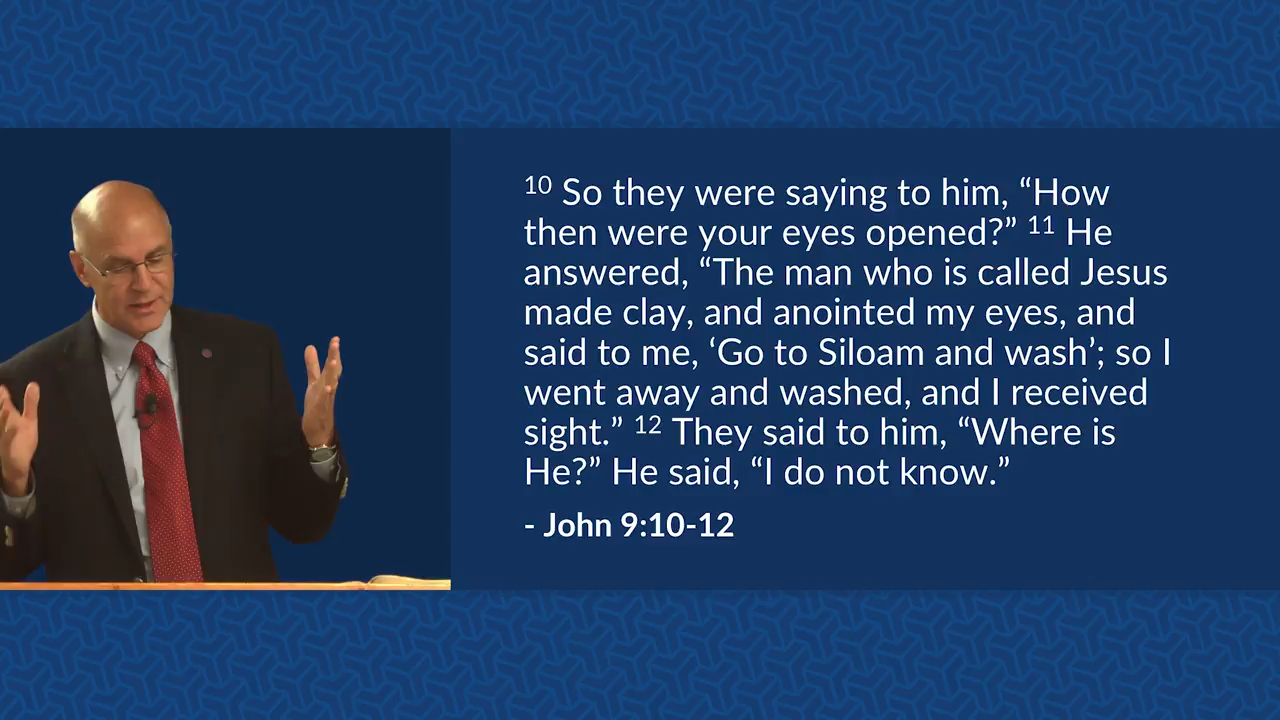 10 So they were saying to him, “How
then were your eyes opened?” 11 He
answered, “The man who is called Jesus
made clay, and anointed my eyes, and
said to me, ‘Go to Siloam and wash’; so I
went away and washed, and I received
sight.” 12 They said to him, “Where is
He?” He said, “I do not know.”
- John 9:10-12